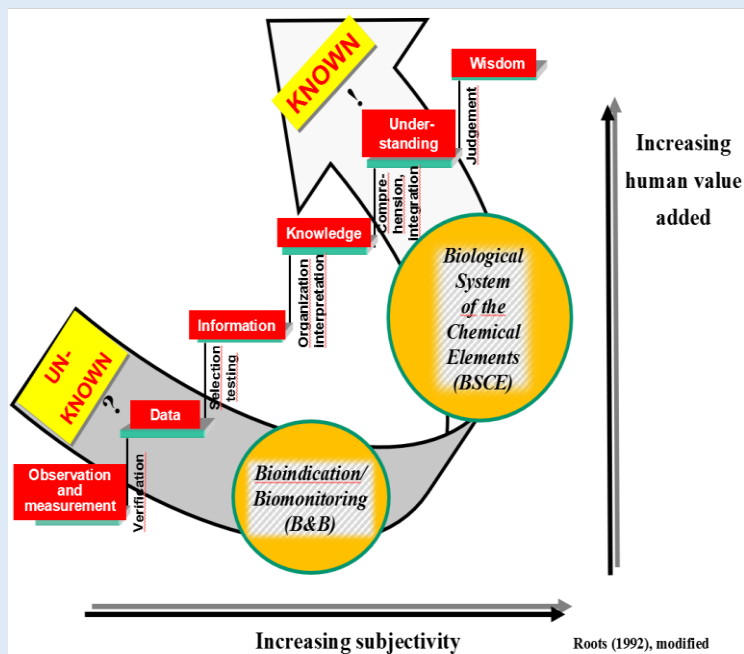 KNOWN
!
Wisdom
Judgement
Under-
standing
Compre-
hension,
integration
Knowledge
Organization
interpretation
Information
Selection
testing
UN-
KNOWN
?
Data
Verification
Observation and
measurement
Biological
System
of the
Chemical
Elements
(BSCE)
Bioindication/
Biomonitoring
(B&B)
Increasing
human value
added
Increasing subjectivity
Roots (1992), modified